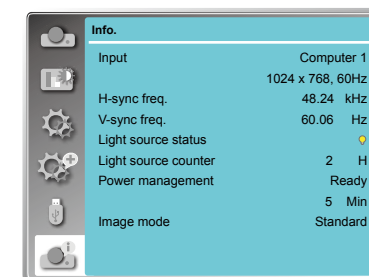 Info.
Input Computer 1
1024 x 768, 60Hz
H-sync freq. 48.24 kHz
V-sync freq. 60.06 Hz
Light source status
Light source counter 2 H
Power management Ready
5 Min
Image mode Standard